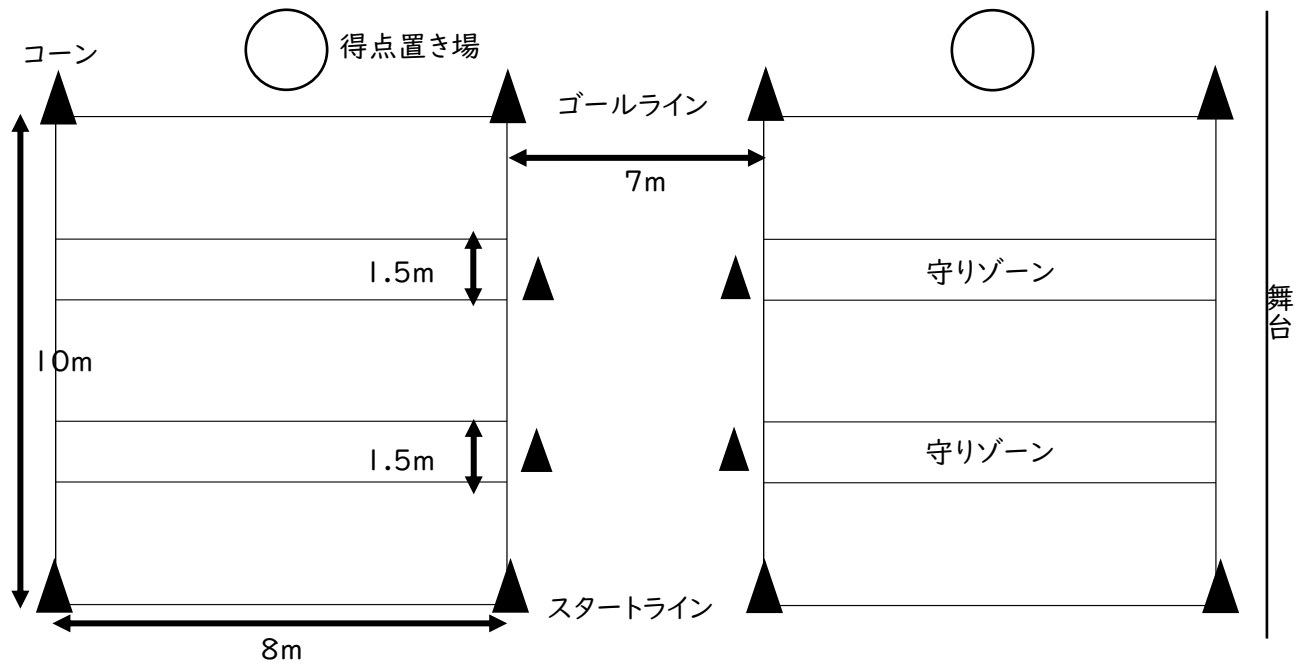 コーン
得点置き場
ゴールライン
7m
1.5m
守りゾーン
舞台
10m
1.5m
守りゾーン
スタートライン
8m